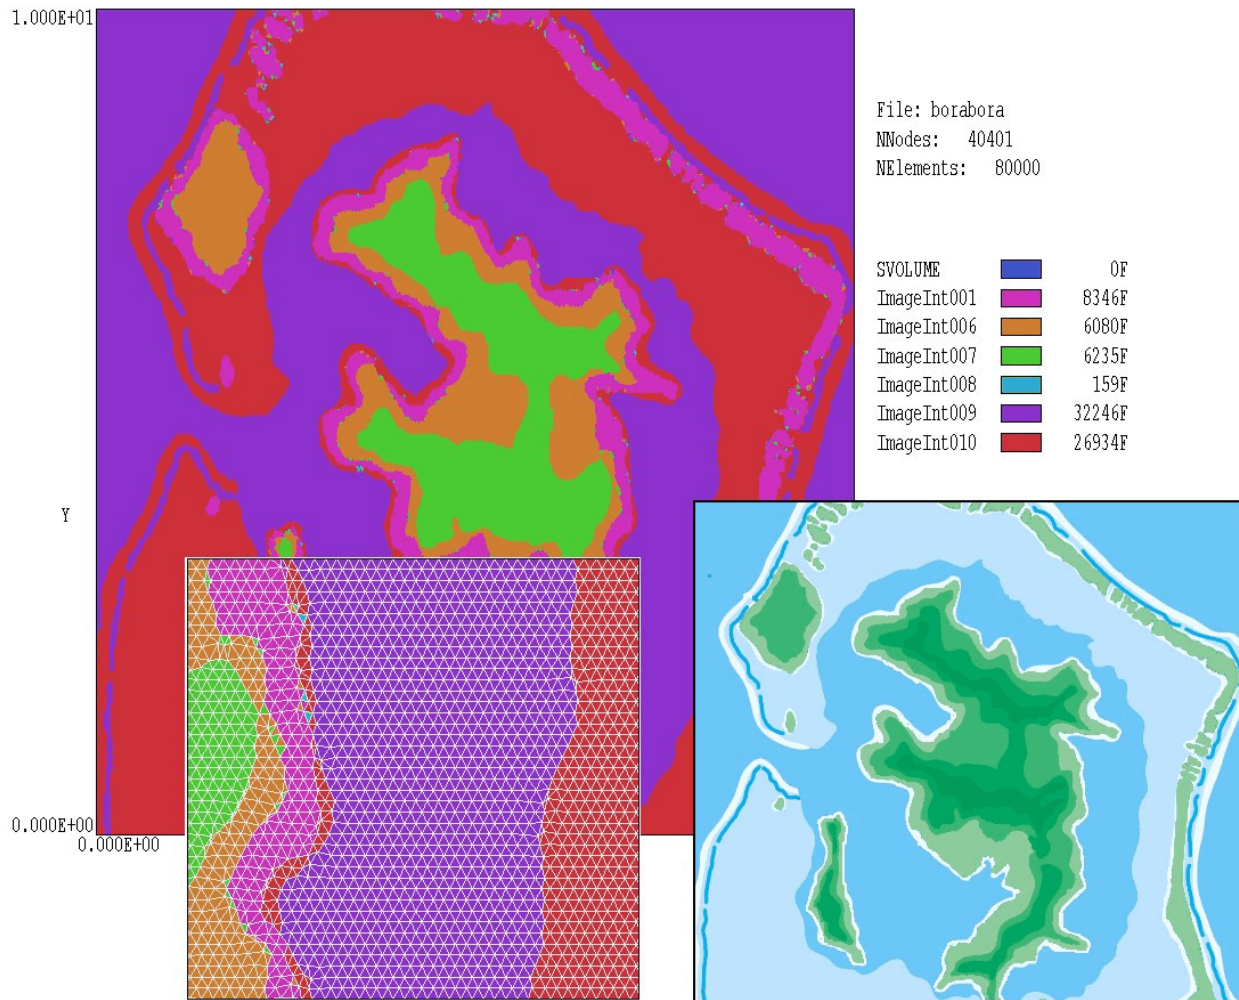 1.000E+01
File: borabora
NNodes: 40401
NElements: 80000
SVOLUME 0F
ImageInt001 8346F
ImageInt006 6080F
ImageInt007 6235F
ImageInt008 159F
ImageInt009 32246F
ImageInt010 26934F
Y
0.000E+00
0.000E+00